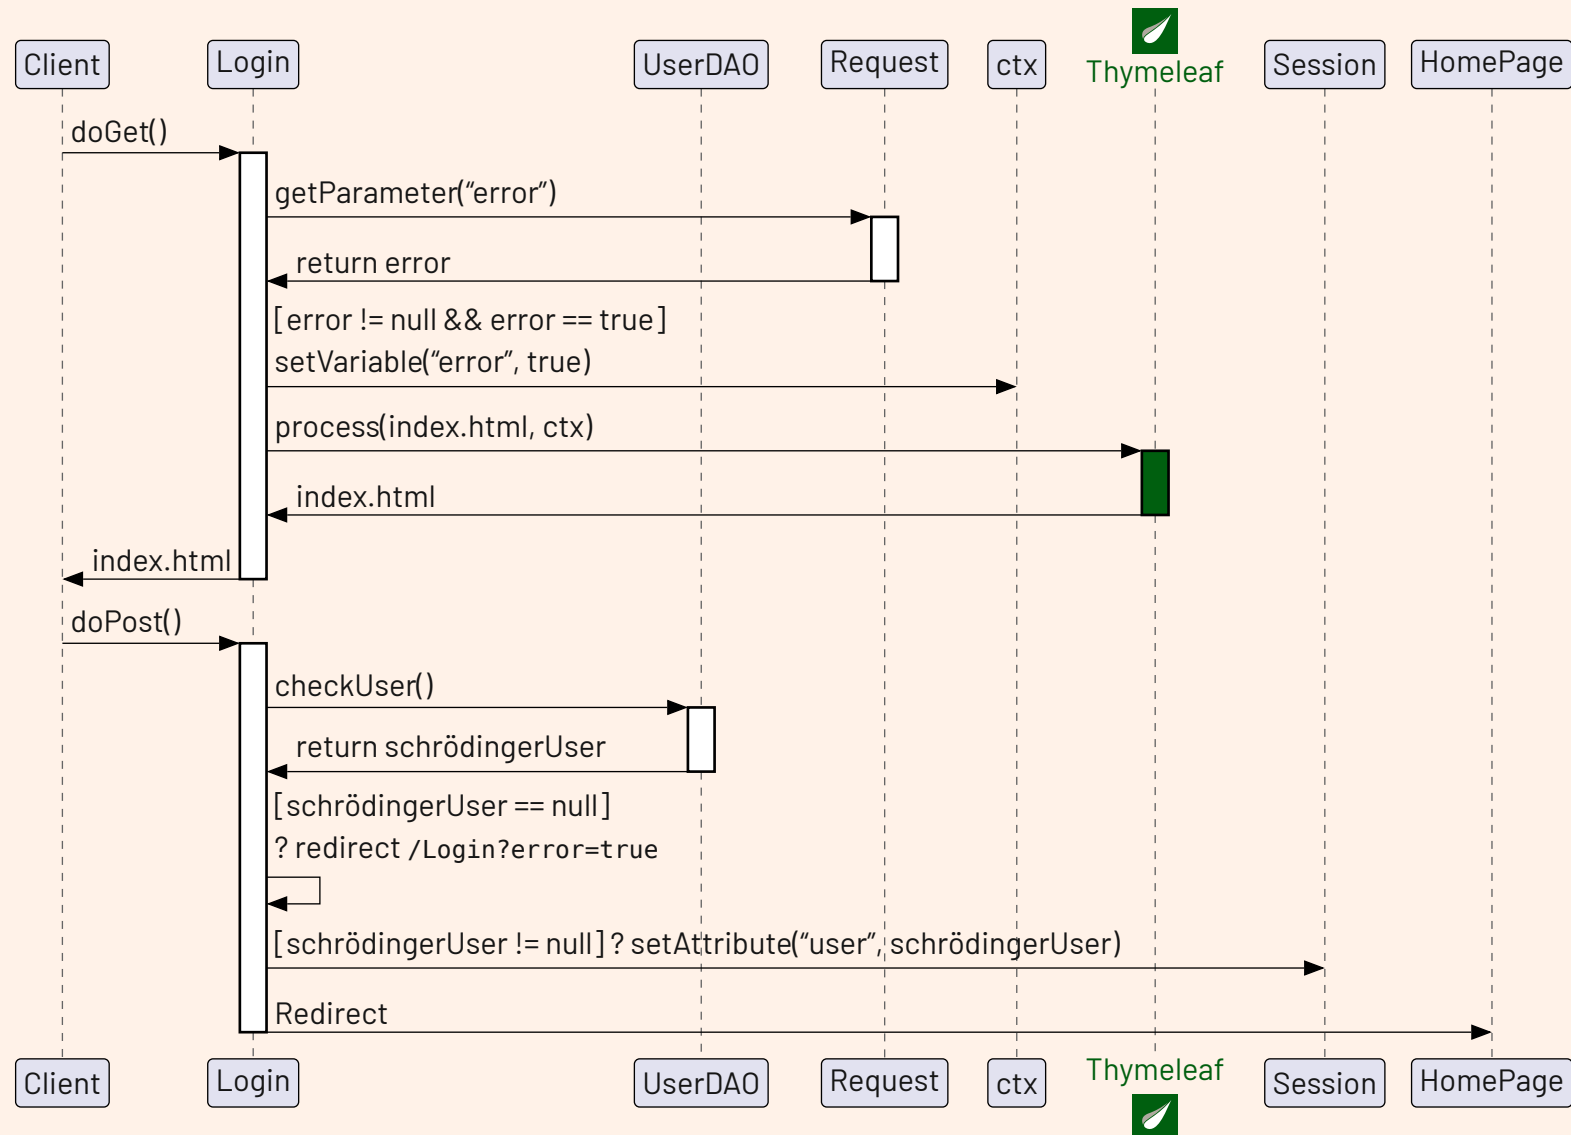 Client
Login
UserDAO
Request
ctx
Thymeleaf
Session
HomePage
doGet()
getParameter(“error”)
return error
[error != null && error == true]
setVariable(“error”, true)
process(index.html, ctx)
index.html
index.html
doPost()
checkUser()
return schrödingerUser
[schrödingerUser == null]
? redirect /Login?error=true
[schrödingerUser != null] ? setAttribute(“user”, schrödingerUser)
Redirect
Client
Login
UserDAO
Request
ctx
Thymeleaf
Session
HomePage